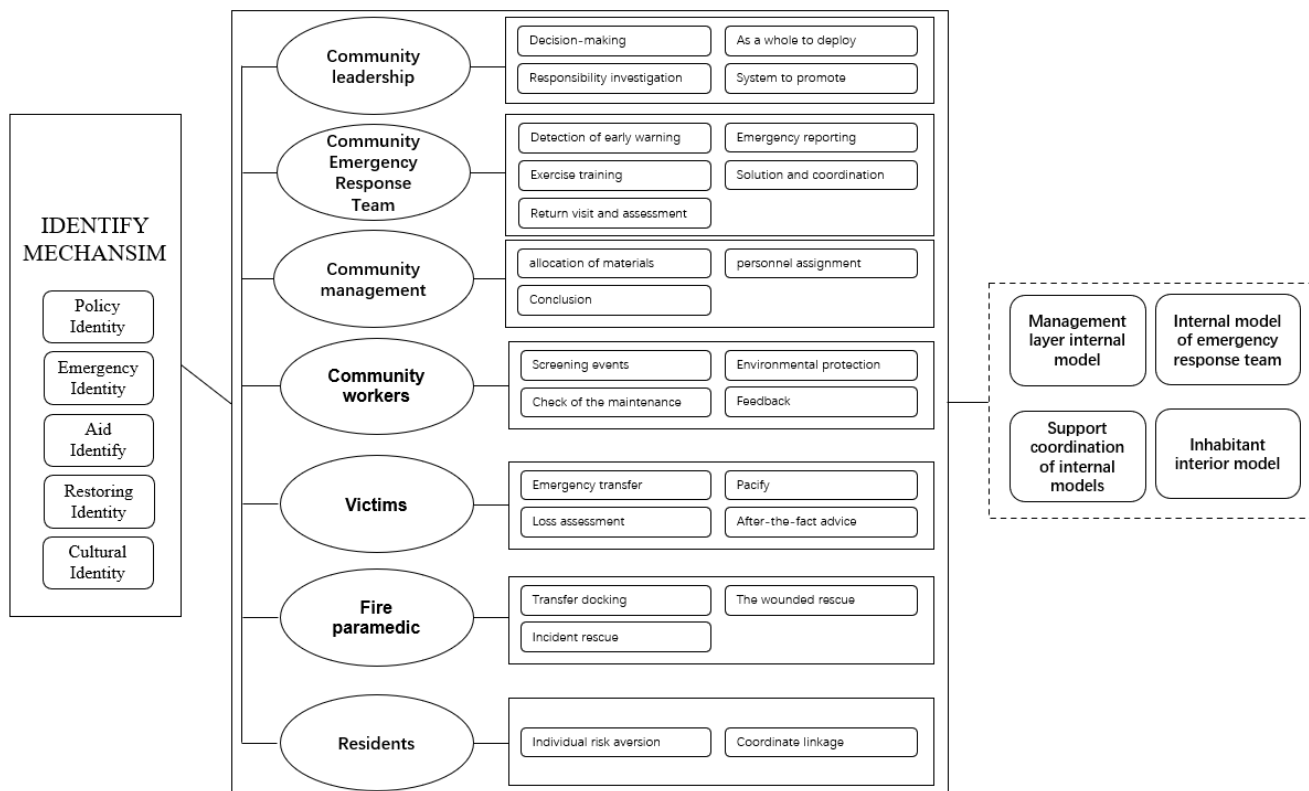 IDENTIFY
MECHANSIM
Policy
Identity
Emergency
Identity
Aid
Identify
Restoring
Identity
Cultural
Identity
Community
leadership
Decision-making
As a whole to deploy
Responsibility investigation
System to promote
Community
Emergency
Response
Team
Detection of early warning
Emergency reporting
Exercise training
Solution and coordination
Return visit and assessment
Community
management
allocation of materials
personnel assignment
Conclusion
Community
workers
Screening events
Environmental protection
Check of the maintenance
Feedback
Victims
Emergency transfer
Pacify
Loss assessment
After-the-fact advice
Fire
paramedic
Transfer docking
The wounded rescue
Incident rescue
Residents
Individual risk aversion
Coordinate linkage
Management
layer internal
model
Internal model
of emergency
response team
Support
coordination
of internal
models
Inhabitant
interior model